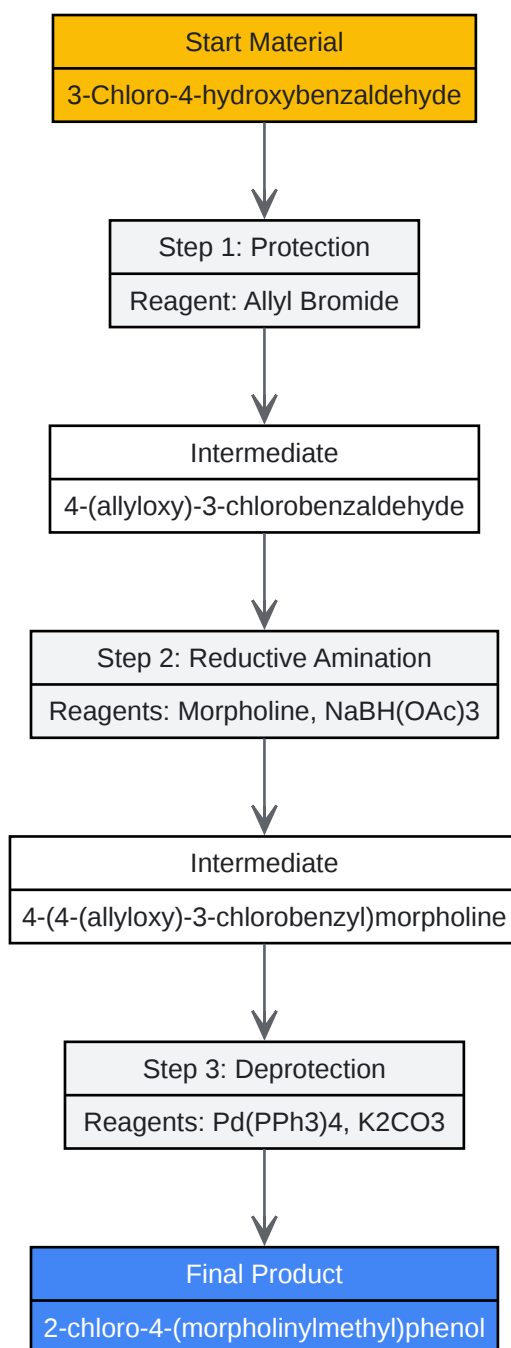 Start Material
3-Chloro-4-hydroxybenzaldehyde
Step 1: Protection
Reagent: Allyl Bromide
Intermediate
4-(allyloxy)-3-chlorobenzaldehyde
Step 2: Reductive Amination
Reagents: Morpholine, NaBH(OAc)3
Intermediate
4-(4-(allyloxy)-3-chlorobenzyl)morpholine
Step 3: Deprotection
Reagents: Pd(PPh3)4, K2CO3
Final Product
2-chloro-4-(morpholinylmethyl)phenol